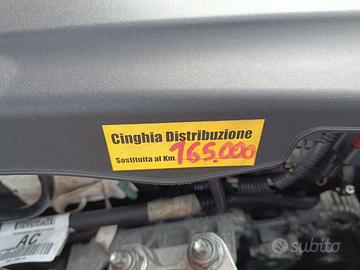 Cinghia Distribuzione
Sostituita al Km. 165.000
AC
subito